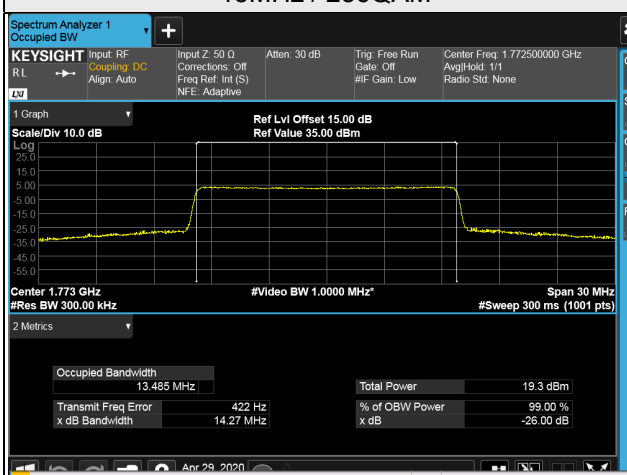 Spectrum Analyzer 1
Occupied BW
KEYSIGHT
R L
LXI
Input: RF
Coupling: DC
Align: Auto
Input Z: 50 Ω
Corrections: Off
Freq Ref: Int (S)
NFE: Adaptive
Atten: 30 dB
Trig: Free Run
Gate: Off
#IF Gain: Low
Center Freq: 1.772500000 GHz
Avg|Hold: 1/1
Radio Std: None
1 Graph
Scale/Div 10.0 dB
Ref Lvl Offset 15.00 dB
Ref Value 35.00 dBm
Log
25.0
15.0
5.00
-5.00
-15.0
-25.0
-35.0
-45.0
-55.0
Center 1.773 GHz
#Res BW 300.00 kHz
#Video BW 1.0000 MHz*
Span 30 MHz
#Sweep 300 ms (1001 pts)
2 Metrics
Occupied Bandwidth
13.485 MHz
Total Power 19.3 dBm
Transmit Freq Error 422 Hz
% of OBW Power 99.00 %
x dB Bandwidth 14.27 MHz
x dB -26.00 dB
Apr 29, 2020